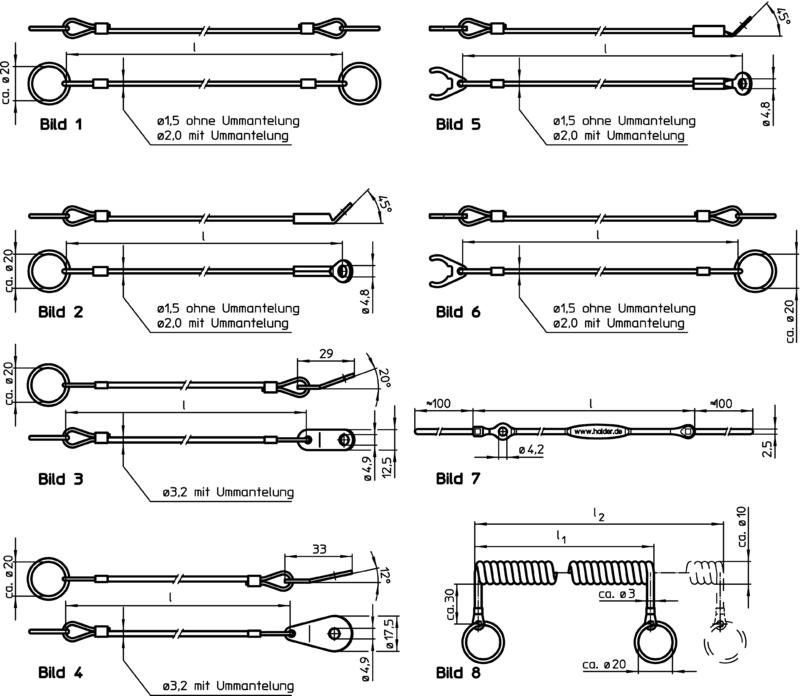 l
ca. ø20
ø1,5 ohne Ummantelung
ø2,0 mit Ummantelung
Bild 1
45°
l
ca. ø20
ø4,8
ø1,5 ohne Ummantelung
ø2,0 mit Ummantelung
Bild 2
29
20°
ca. ø20
l
ø4,9
12,5
ø3,2 mit Ummantelung
Bild 3
33
12°
ca. ø20
l
ø17,5
ø4,9
ø3,2 mit Ummantelung
Bild 4
45°
l
ø4,8
ø1,5 ohne Ummantelung
ø2,0 mit Ummantelung
Bild 5
l
ø1,5 ohne Ummantelung
ø2,0 mit Ummantelung
ca. ø20
Bild 6
≈100
l
≈100
www.halder.de
ø4,2
2,5
Bild 7
l2
l1
ca. ø10
ca.30
ca. ø3
ca. ø20
Bild 8